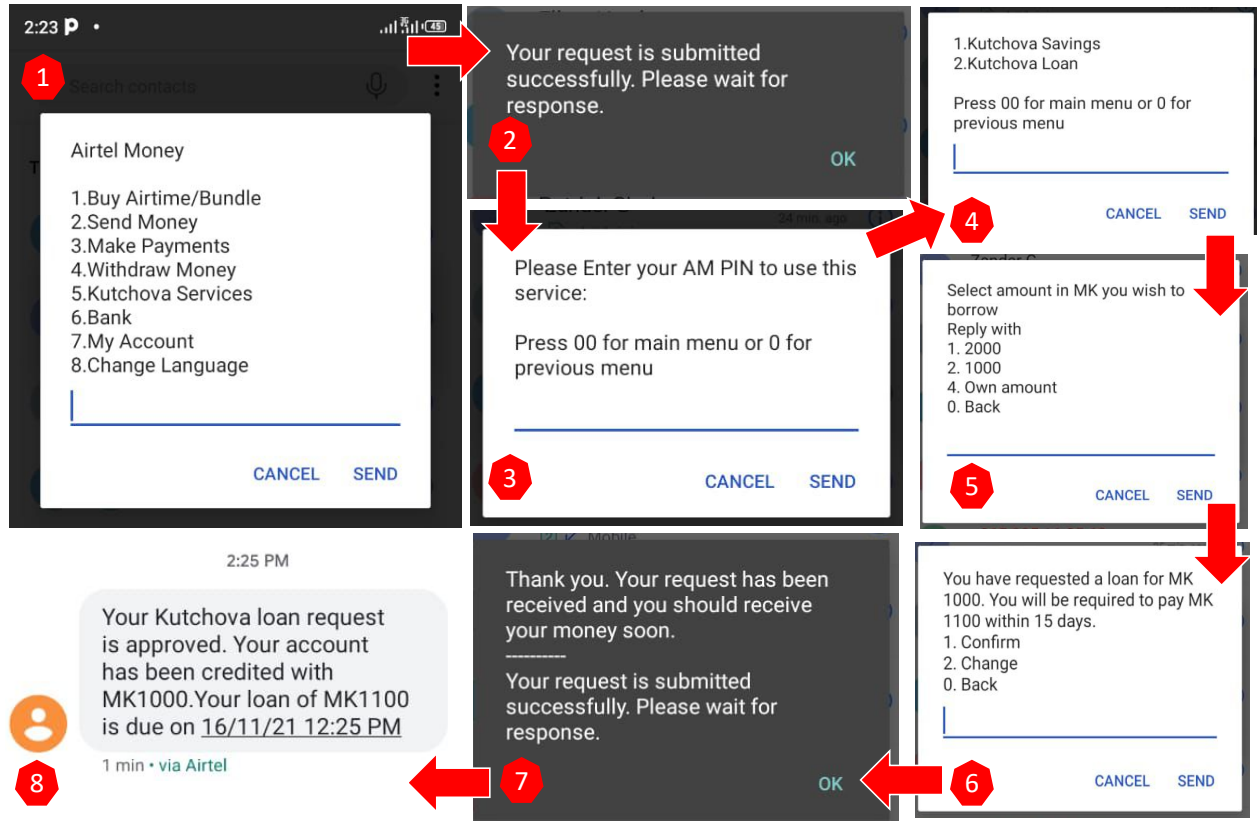 2:23
45
1
Search contacts
Airtel Money
1.Buy Airtime/Bundle
2.Send Money
3.Make Payments
4.Withdraw Money
5.Kutchova Services
6.Bank
7.My Account
8.Change Language
CANCEL SEND
Your request is submitted
successfully. Please wait for
response.
2
OK
24 min. ago
Please Enter your AM PIN to use this
service:
Press 00 for main menu or 0 for
previous menu
3
CANCEL SEND
1.Kutchova Savings
2.Kutchova Loan
Press 00 for main menu or 0 for
previous menu
4
CANCEL SEND
Select amount in MK you wish to
borrow
Reply with
1. 2000
2. 1000
4. Own amount
0. Back
5
CANCEL SEND
You have requested a loan for MK
1000. You will be required to pay MK
1100 within 15 days.
1. Confirm
2. Change
0. Back
6
CANCEL SEND
Mobile
Thank you. Your request has been
received and you should receive
your money soon.
----------
Your request is submitted
successfully. Please wait for
response.
7
OK
2:25 PM
Your Kutchova loan request
is approved. Your account
has been credited with
MK1000.Your loan of MK1100
is due on 16/11/21 12:25 PM
8
1 min • via Airtel